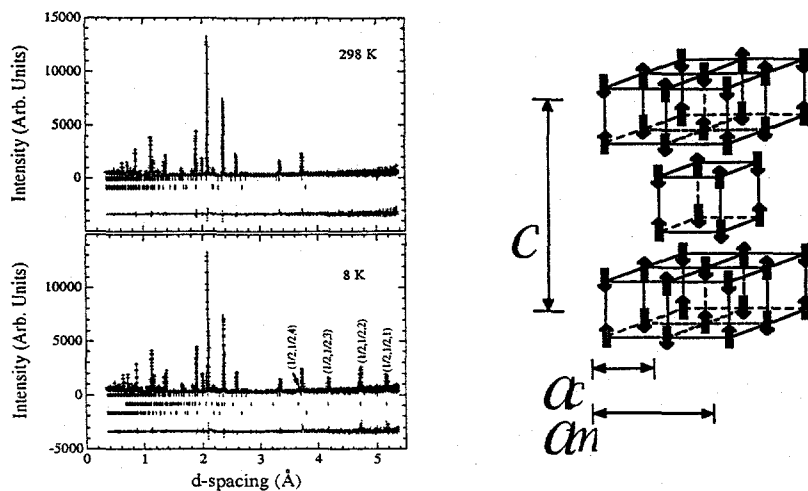 15000
10000
5000
0
Intensity (Arb. Units)
298 K
10000
5000
0
-5000
Intensity (Arb. Units)
8 K
(1/2,1/2,4)
(1/2,1/2,3)
(1/2,1/2,2)
(1/2,1/2,1)
0 1 2 3 4 5
d-spacing (Å)
C
ac
am